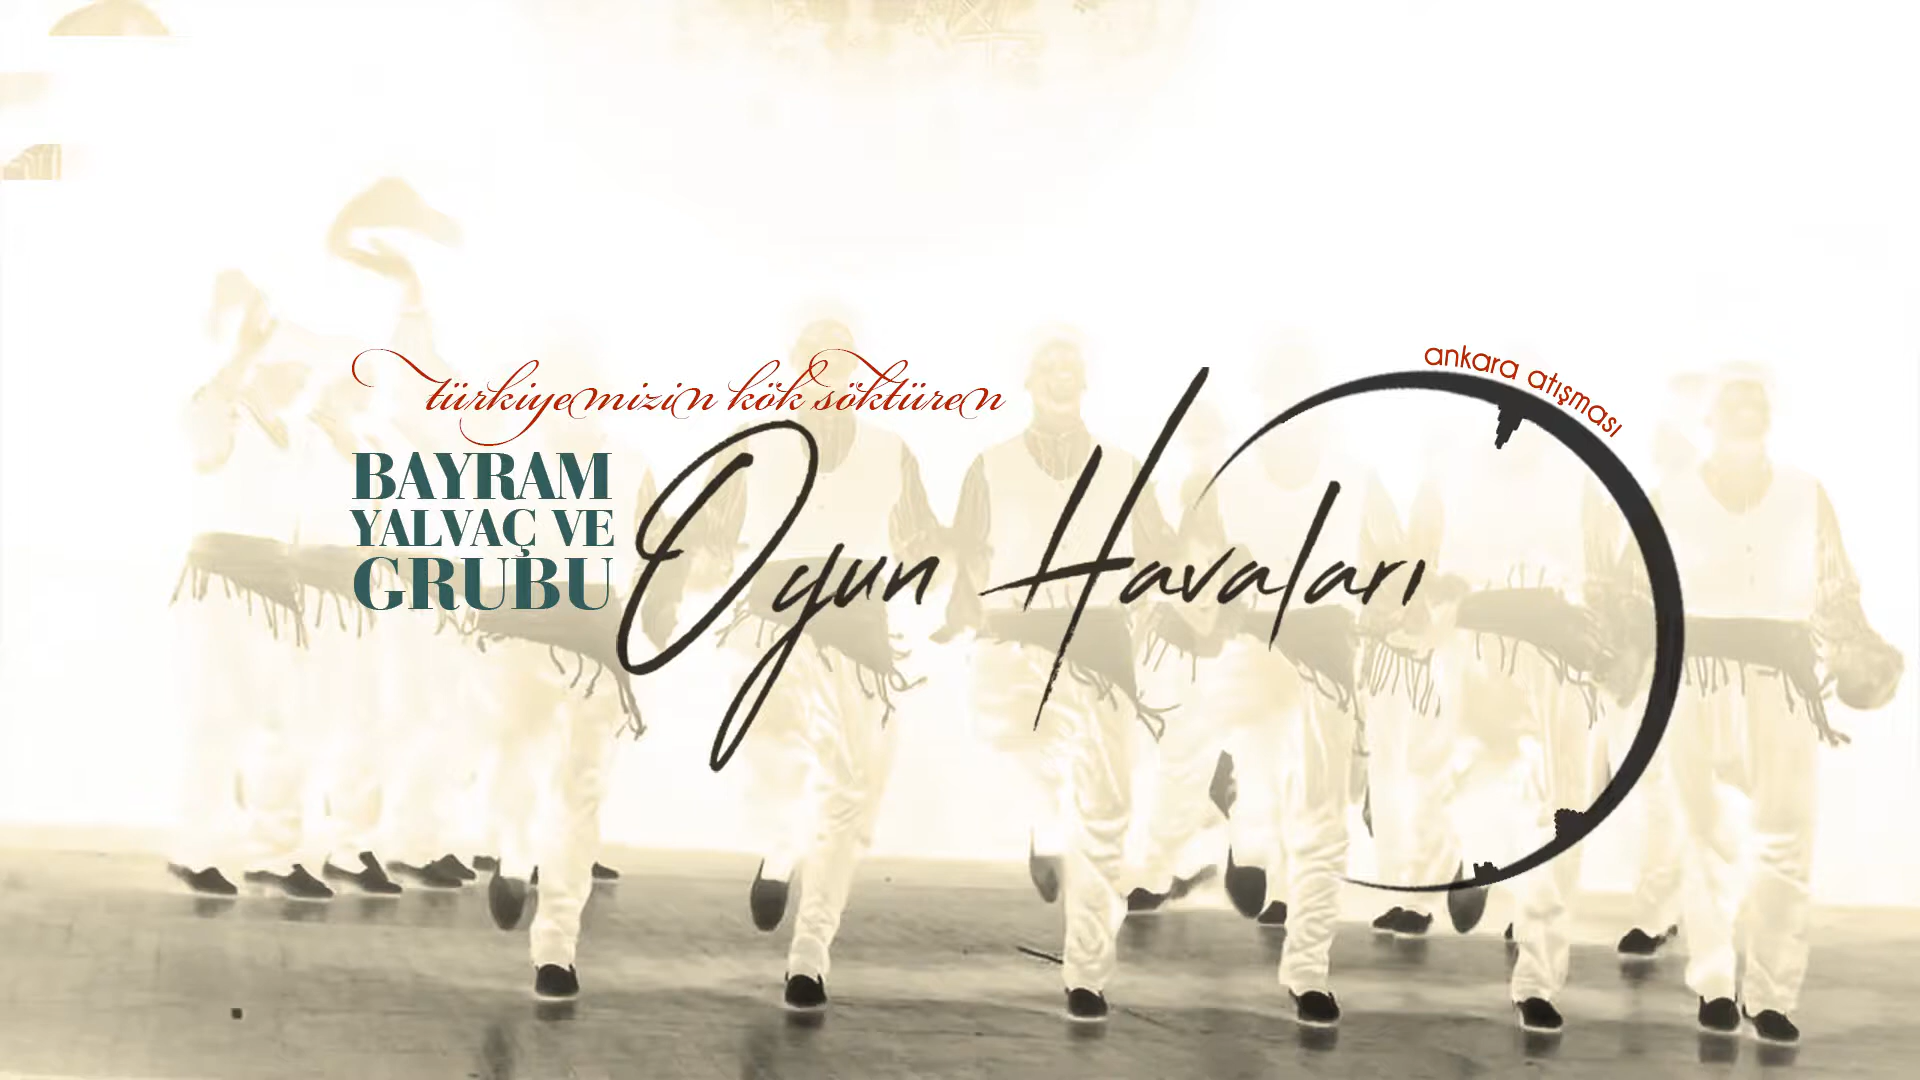 türkiyemizin kök söktüren
BAYRAM
YALVAÇ VE
GRUBU
Oyun Havaları
ankara atışması